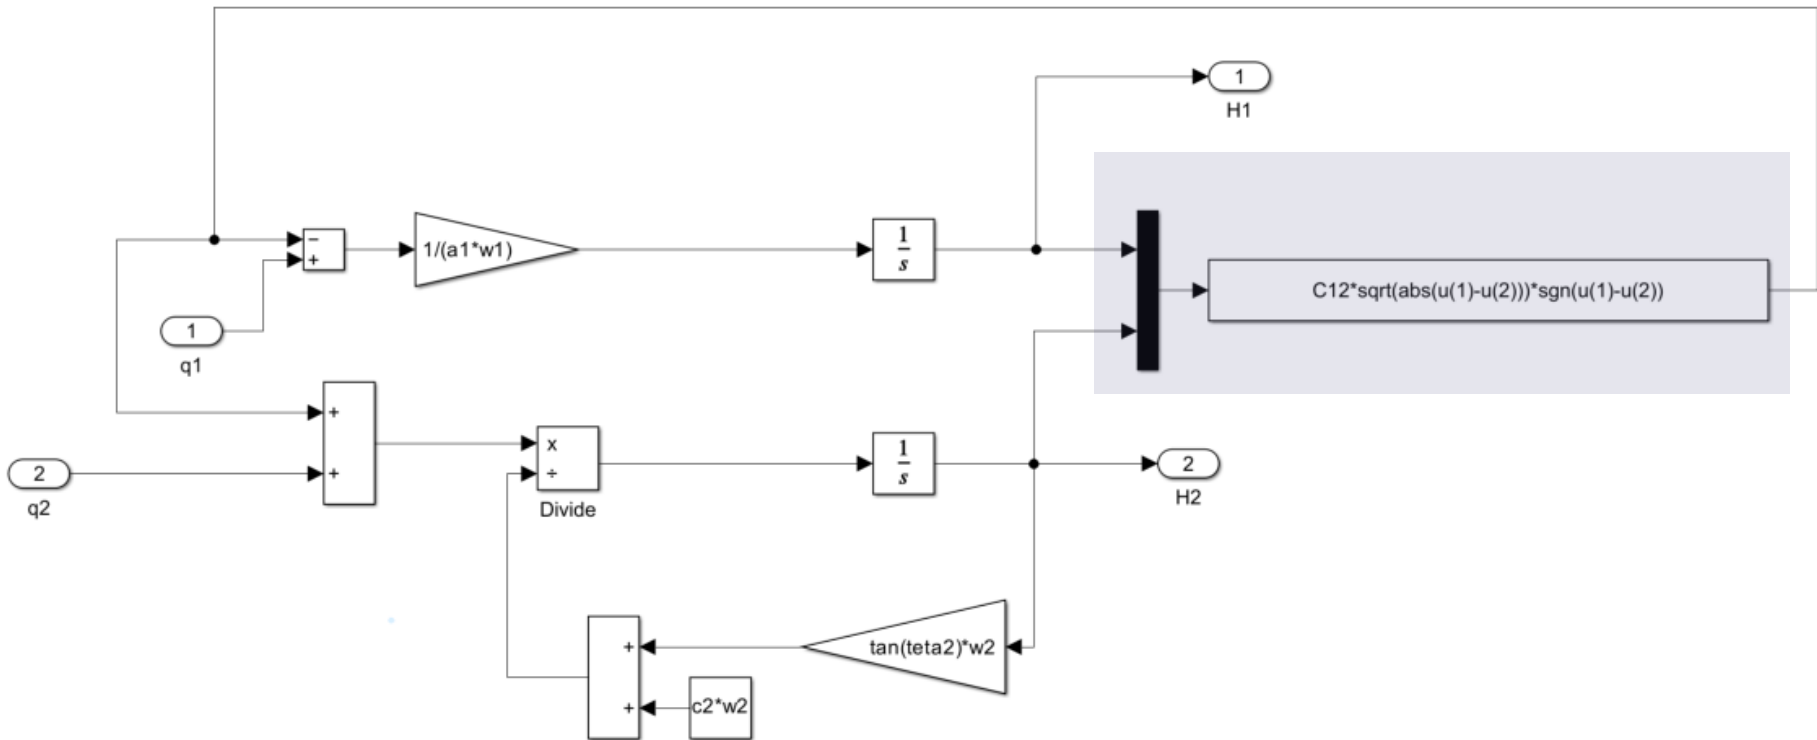 1
H1
−
+
1/(a1*w1)
1
s
C12*sqrt(abs(u(1)-u(2)))*sgn(u(1)-u(2))
1
q1
+
+
2
q2
x
÷
Divide
1
s
2
H2
+
+
tan(teta2)*w2
c2*w2